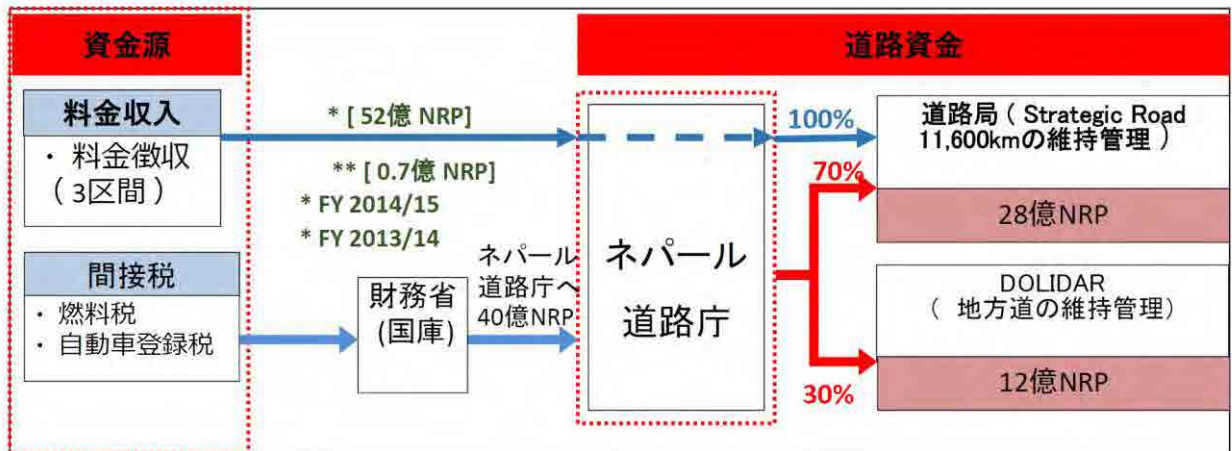 資金源
道路資金
料金収入
・ 料金徴収
（ 3区間 ）
* [ 52億 NRP]
** [ 0.7億 NRP]
* FY 2014/15
* FY 2013/14
間接税
・ 燃料税
・ 自動車登録税
財務省
(国庫)
ネパール
道路庁へ
40億NRP
ネパール
道路庁
100%
70%
30%
道路局 ( Strategic Road
11,600kmの維持管理 )
28億NRP
DOLIDAR
（ 地方道の維持管理）
12億NRP